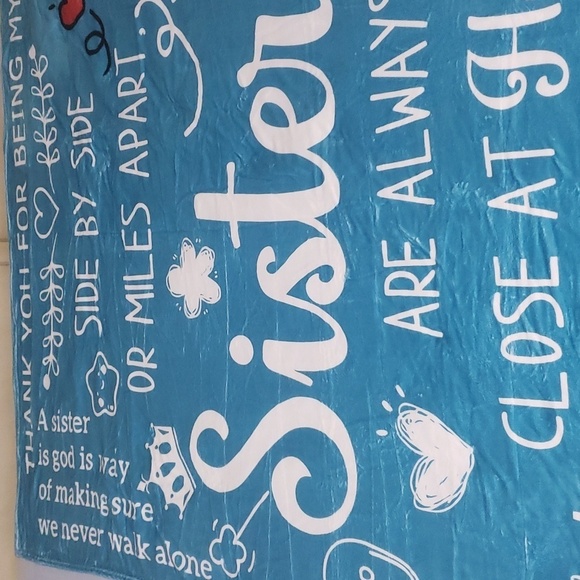 THANK YOU FOR BEING MY
SIDE BY SIDE
OR MILES APART
Sister
ARE ALWAYS
CLOSE AT H
A sister
is god is way
of making sure
we never walk alone